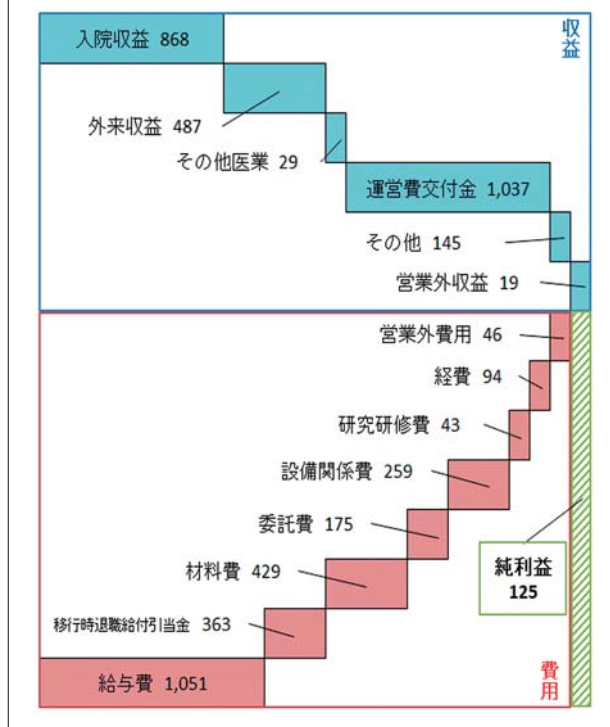 収益
入院収益 868
外来収益 487
その他医業 29
運営費交付金 1,037
その他 145
営業外収益 19
営業外費用 46
経費 94
研究研修費 43
設備関係費 259
委託費 175
材料費 429
移行時退職給付引当金 363
給与費 1,051
純利益
125
費用